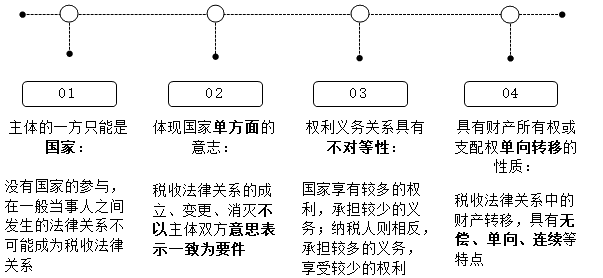 01
主体的一方只能是
国家：
没有国家的参与，
在一般当事人之间
发生的法律关系不
可能成为税收法律
关系
02
体现国家单方面的
意志：
税收法律关系的成
立、变更、消灭不
以主体双方意思表
示一致为要件
03
权利义务关系具有
不对等性：
国家享有较多的权
利，承担较少的义
务；纳税人则相反，
承担较多的义务，
享受较少的权利
04
具有财产所有权或
支配权单向转移的
性质：
税收法律关系中的
财产转移，具有无
偿、单向、连续等
特点